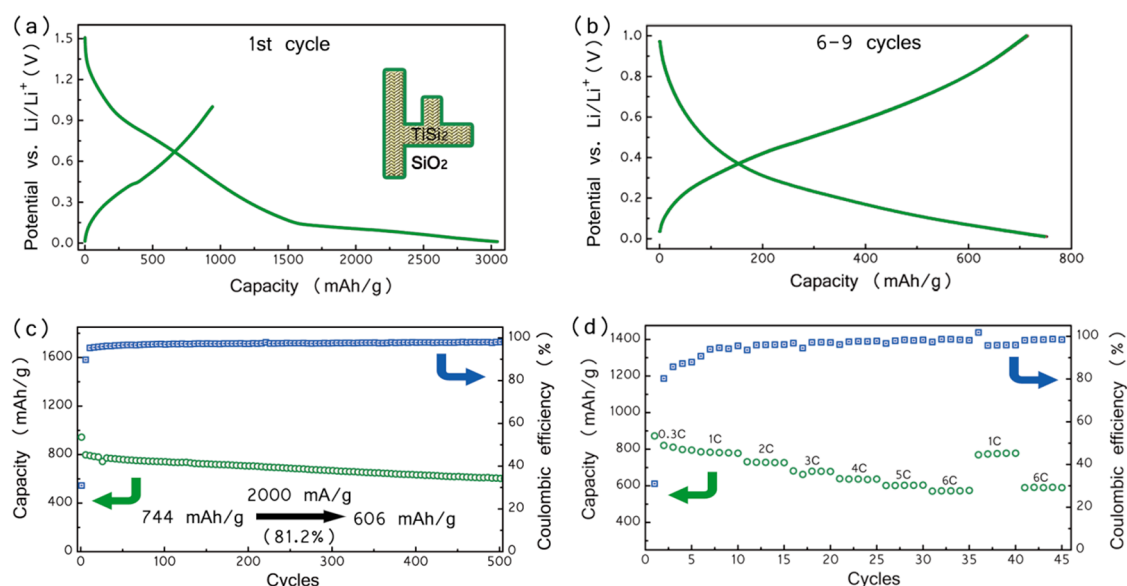 (a)
1st cycle
TiSi2
SiO2
1.5
1.2
0.9
0.6
0.3
0.0
Potential vs. Li/Li+(V)
0
500
1000
1500
2000
2500
3000
Capacity (mAh/g)
(b)
6-9 cycles
1.0
0.8
0.6
0.4
0.2
0.0
Potential vs. Li/Li+(V)
0
200
400
600
800
Capacity (mAh/g)
(c)
1600
1200
800
400
0
Capacity (mAh/g)
2000 mA/g
744 mAh/g
606 mAh/g
(81.2%)
100
80
60
40
20
0
Coulombic efficiency (%)
0
100
200
300
400
500
Cycles
(d)
1400
1200
1000
800
600
400
Capacity (mAh/g)
0.3C
1C
2C
3C
4C
5C
6C
1C
6C
100
80
60
40
20
0
Coulombic efficiency (%)
0
5
10
15
20
25
30
35
40
45
Cycles